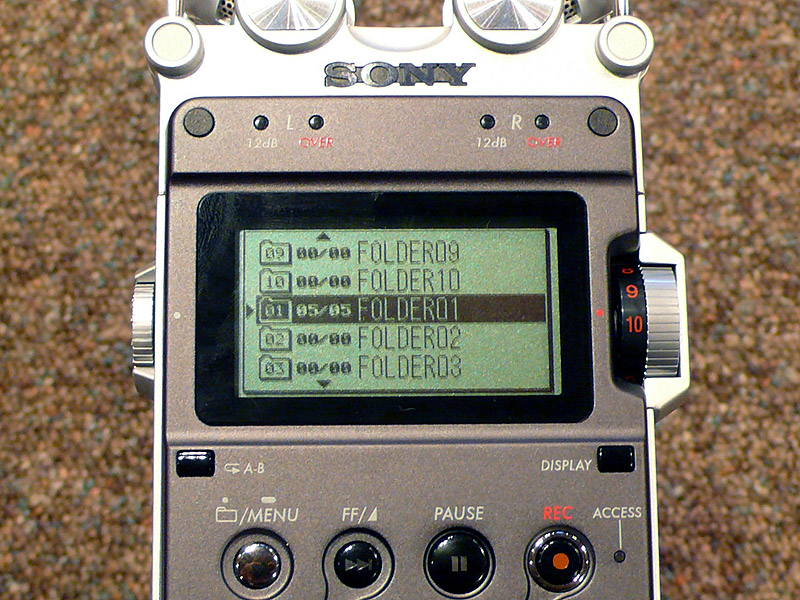 SONY
L R
12dB OVER 12dB OVER
09 00/00 FOLDER09
10 00/00 FOLDER10
01 05/05 FOLDER01
02 00/00 FOLDER02
03 00/00 FOLDER03
9
10
A-B DISPLAY
/MENU FF/ PAUSE REC ACCESS